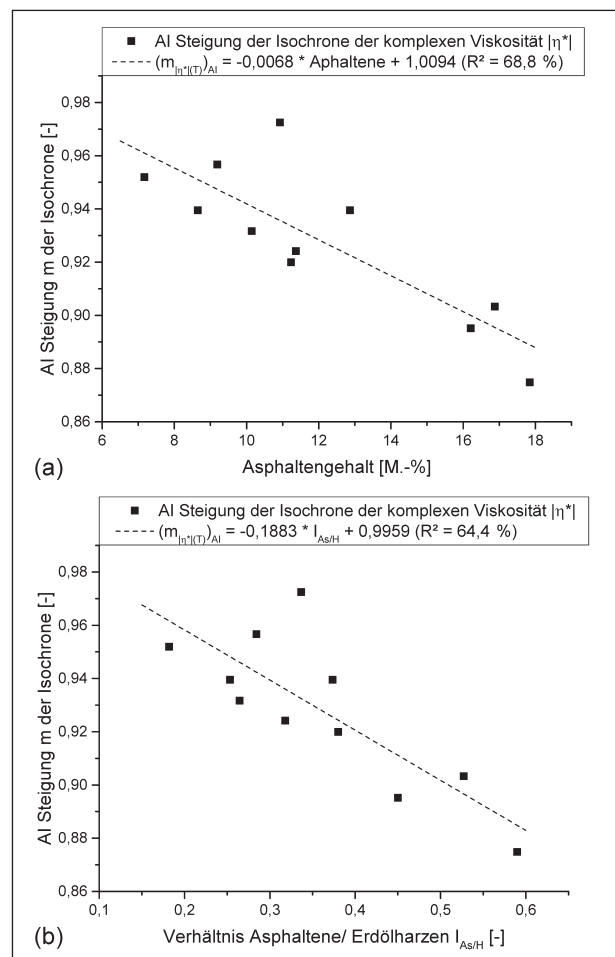 AI Steigung der Isochrone der komplexen Viskosität |η*|
(m|η*|(T))AI = -0,0068 * Aphaltene + 1,0094 (R² = 68,8 %)
0,98
0,96
0,94
0,92
0,90
0,88
0,86
AI Steigung m der Isochrone [-]
6 8 10 12 14 16 18
(a)
Asphaltengehalt [M.-%]
AI Steigung der Isochrone der komplexen Viskosität |η*|
(m|η*|(T))AI = -0,1883 * IAs/H + 0,9959 (R² = 64,4 %)
0,98
0,96
0,94
0,92
0,90
0,88
0,86
AI Steigung m der Isochrone [-]
0,1 0,2 0,3 0,4 0,5 0,6
(b)
Verhältnis Asphaltene/ Erdölharzen IAs/H [-]